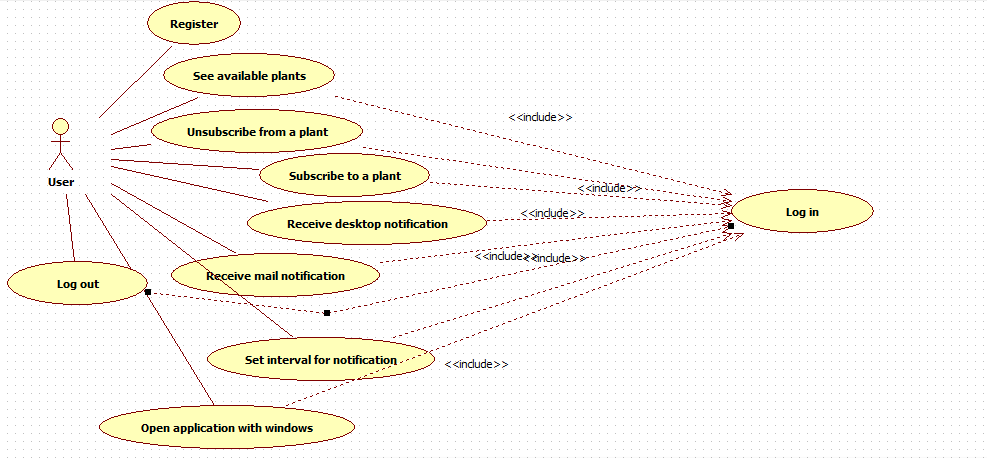 Register
See available plants
<<include>>
Unsubscribe from a plant
User
Subscribe to a plant
<<include>>
Log in
<<include>>
Receive desktop notification
<<include>>
<<include>>
Receive mail notification
Log out
Set interval for notification
<<include>>
Open application with windows